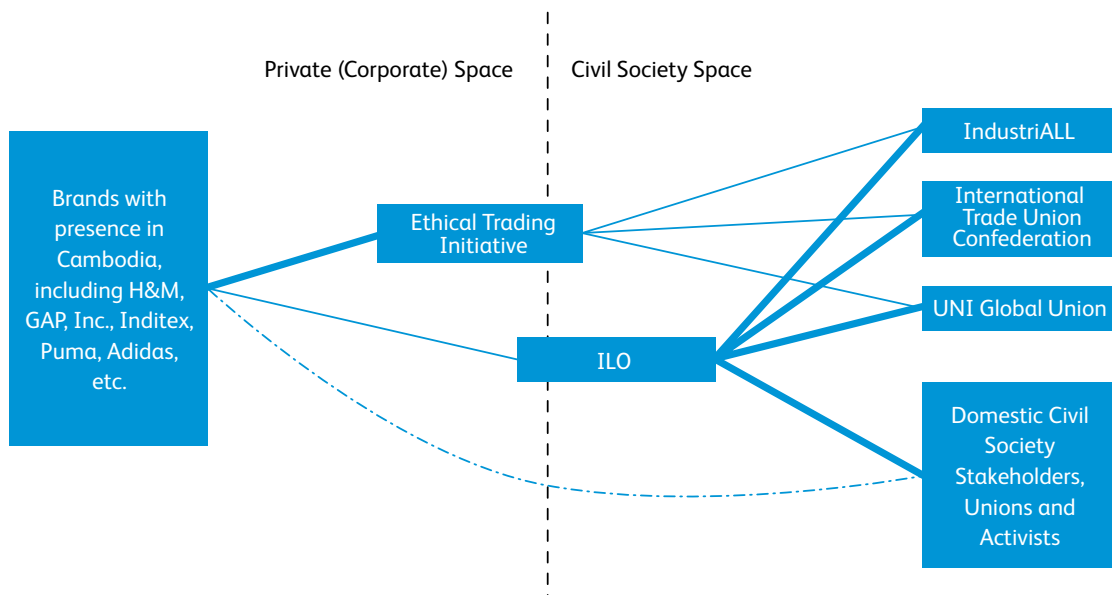 Private (Corporate) Space
Civil Society Space
Brands with
presence in
Cambodia,
including H&M,
GAP, Inc., Inditex,
Puma, Adidas,
etc.
Ethical Trading
Initiative
ILO
IndustriALL
International
Trade Union
Confederation
UNI Global Union
Domestic Civil
Society
Stakeholders,
Unions and
Activists